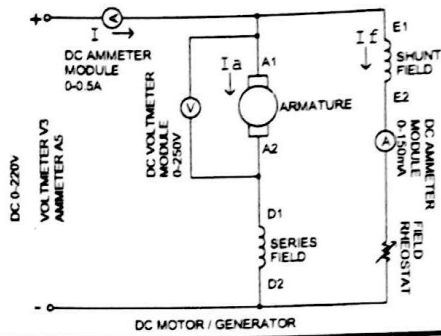 +
I →
DC AMMETER
MODULE
0-0.5A
DC 0-220V
VOLTMETER V3
AMMETER A5
DC VOLTMETER
MODULE
0-250V
V
Ia
A1
ARMATURE
A2
D1
SERIES
FIELD
D2
If
E1
SHUNT
FIELD
E2
A
A
DC AMMETER
MODULE
0-150mA
FIELD
RHEOSTAT
-
DC MOTOR / GENERATOR